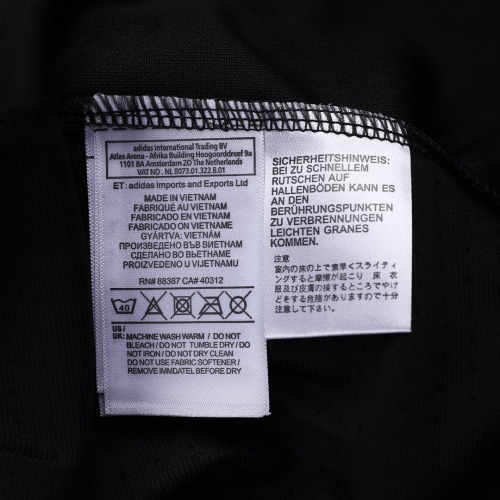 adidas International Trading BV
Atlas Arena - Afrika Building Hoogoorddreef 9a
1101 BA Amsterdam ZO The Netherlands
VAT NO : NL 8073.01.322.B.01
ET: adidas Imports and Exports Ltd
MADE IN VIETNAM
FABRIQUÉ AU VIETNAM
FABRICADO EN VIETNAM
FABRICADO ON VIETNAM
GYÁRTVA: VIETNÁM
ПРОИЗВЕДЕНО ВЪВ ВИЕТНАМ
СДЕЛАНО ВО ВЬЕТНАМЕ
PROIZVEDENO U VIJETNAMU
RN# 88387 CA# 40312
40
US /
UK: MACHINE WASH WARM / DO NOT
BLEACH / DO NOT TUMBLE DRY / DO
NOT IRON / DO NOT DRY CLEAN
DO NOT USE FABRIC SOFTENER /
REMOVE IMMDATEL BEFORE DRY
SICHERHEITSHINWEIS:
BEI ZU SCHNELLEM
RUTSCHEN AUF
HALLENBÖDEN KANN ES
AN DEN
BERÜHRUNGSPUNKTEN
ZU VERBRENNUNGEN
LEICHTEN GRANES
KOMMEN.
注意
室内の床の上で素早くスライティ
ングすると摩擦が起こり 床 衣
服及び皮膚の接するところでやけ
どをする危険がありますので十分
注意して下さい.